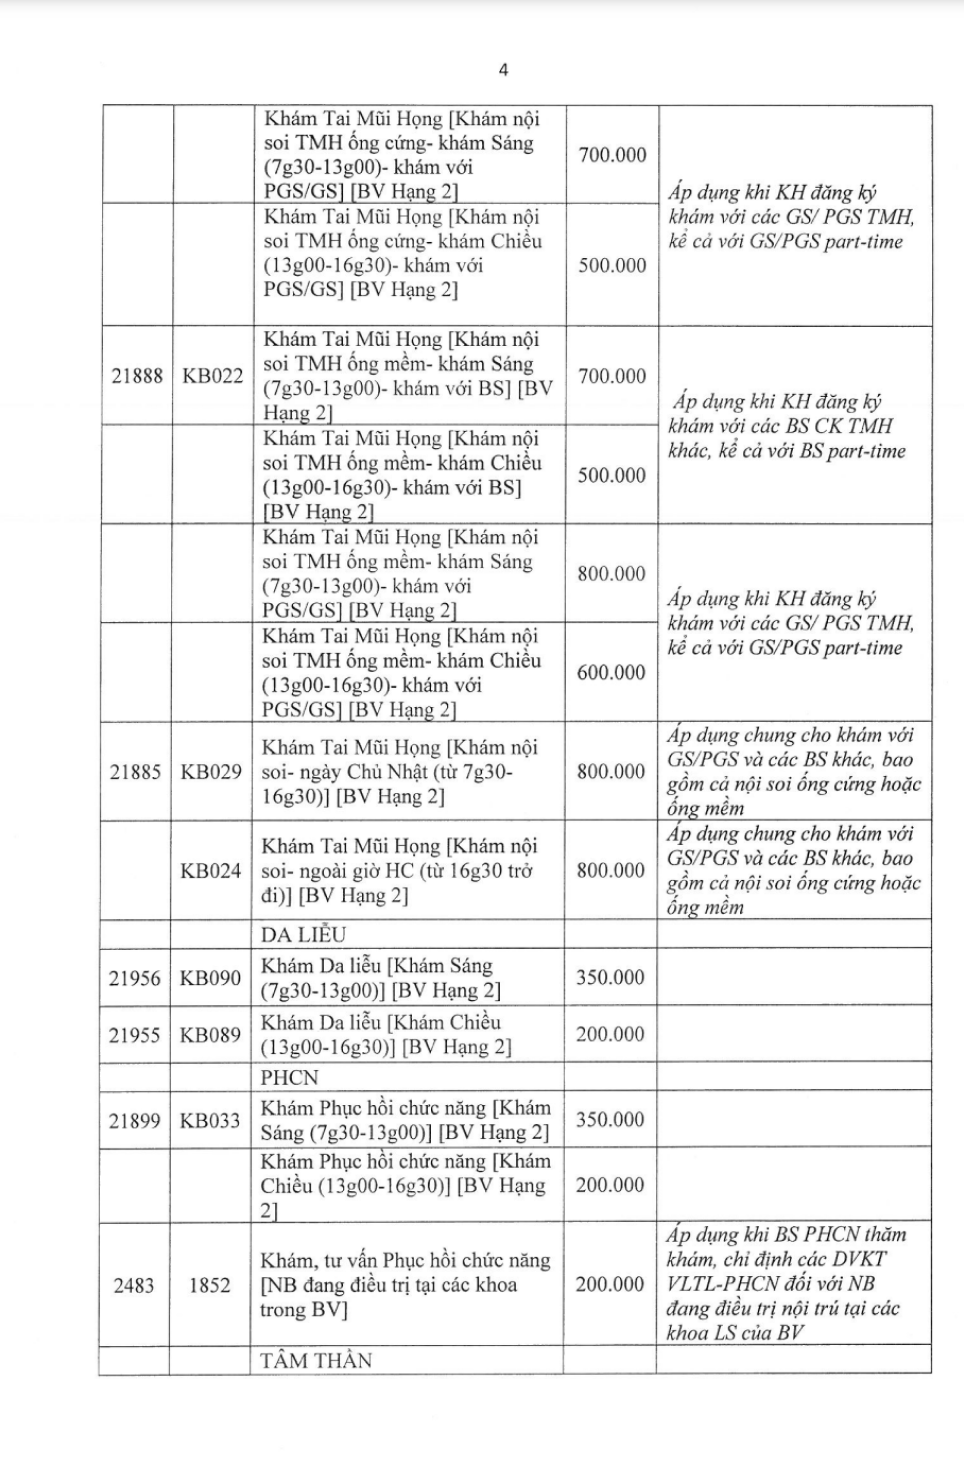 4
Khám Tai Mũi Họng [Khám nội
soi TMH ống cứng- khám Sáng
(7g30-13g00)- khám với
PGS/GS] [BV Hạng 2]
700.000
Áp dụng khi KH đăng ký
khám với các GS/ PGS TMH,
kể cả với GS/PGS part-time
Khám Tai Mũi Họng [Khám nội
soi TMH ống cứng- khám Chiều
(13g00-16g30)- khám với
PGS/GS] [BV Hạng 2]
500.000
21888
KB022
Khám Tai Mũi Họng [Khám nội
soi TMH ống mềm- khám Sáng
(7g30-13g00)- khám với BS] [BV
Hạng 2]
700.000
Áp dụng khi KH đăng ký
khám với các BS CK TMH
khác, kể cả với BS part-time
Khám Tai Mũi Họng [Khám nội
soi TMH ống mềm- khám Chiều
(13g00-16g30)- khám với BS]
[BV Hạng 2]
500.000
Khám Tai Mũi Họng [Khám nội
soi TMH ống mềm- khám Sáng
(7g30-13g00)- khám với
PGS/GS] [BV Hạng 2]
800.000
Áp dụng khi KH đăng ký
khám với các GS/ PGS TMH,
kể cả với GS/PGS part-time
Khám Tai Mũi Họng [Khám nội
soi TMH ống mềm- khám Chiều
(13g00-16g30)- khám với
PGS/GS] [BV Hạng 2]
600.000
21885
KB029
Khám Tai Mũi Họng [Khám nội
soi- ngày Chủ Nhật (từ 7g30-
16g30)] [BV Hạng 2]
800.000
Áp dụng chung cho khám với
GS/PGS và các BS khác, bao
gồm cả nội soi ống cứng hoặc
ống mềm
KB024
Khám Tai Mũi Họng [Khám nội
soi- ngoài giờ HC (từ 16g30 trở
đi)] [BV Hạng 2]
800.000
Áp dụng chung cho khám với
GS/PGS và các BS khác, bao
gồm cả nội soi ống cứng hoặc
ống mềm
DA LIỄU
21956
KB090
Khám Da liễu [Khám Sáng
(7g30-13g00)] [BV Hạng 2]
350.000
21955
KB089
Khám Da liễu [Khám Chiều
(13g00-16g30)] [BV Hạng 2]
200.000
PHCN
21899
KB033
Khám Phục hồi chức năng [Khám
Sáng (7g30-13g00)] [BV Hạng 2]
350.000
Khám Phục hồi chức năng [Khám
Chiều (13g00-16g30)] [BV Hạng
2]
200.000
2483
1852
Khám, tư vấn Phục hồi chức năng
[NB đang điều trị tại các khoa
trong BV]
200.000
Áp dụng khi BS PHCN thăm
khám, chỉ định các DVKT
VLTL-PHCN đối với NB
đang điều trị nội trú tại các
khoa LS của BV
TÂM THẦN